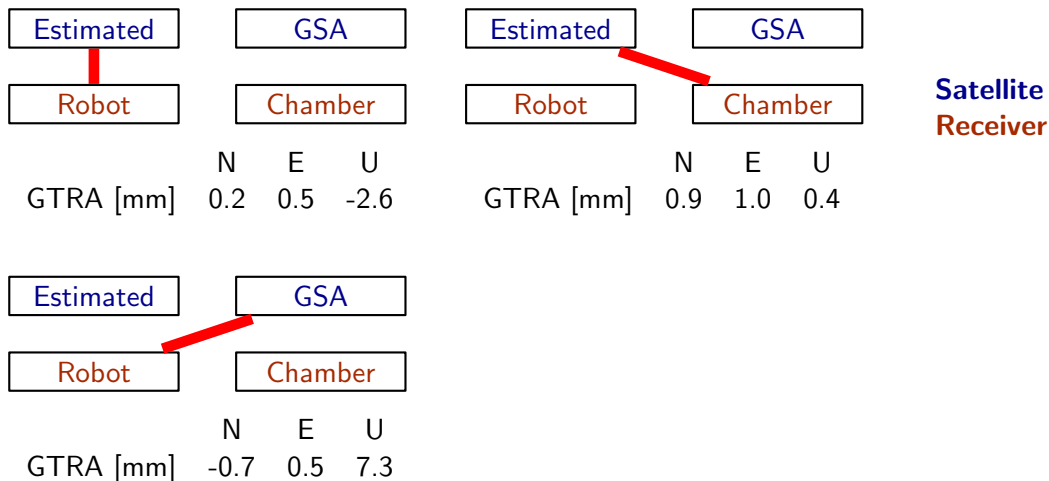 Estimated GSA Estimated GSA
Satellite
Robot Chamber Robot Chamber
Receiver
N E U N E U
GTRA [mm] 0.2 0.5 -2.6 GTRA [mm] 0.9 1.0 0.4
Estimated GSA
Robot Chamber
N E U
GTRA [mm] -0.7 0.5 7.3